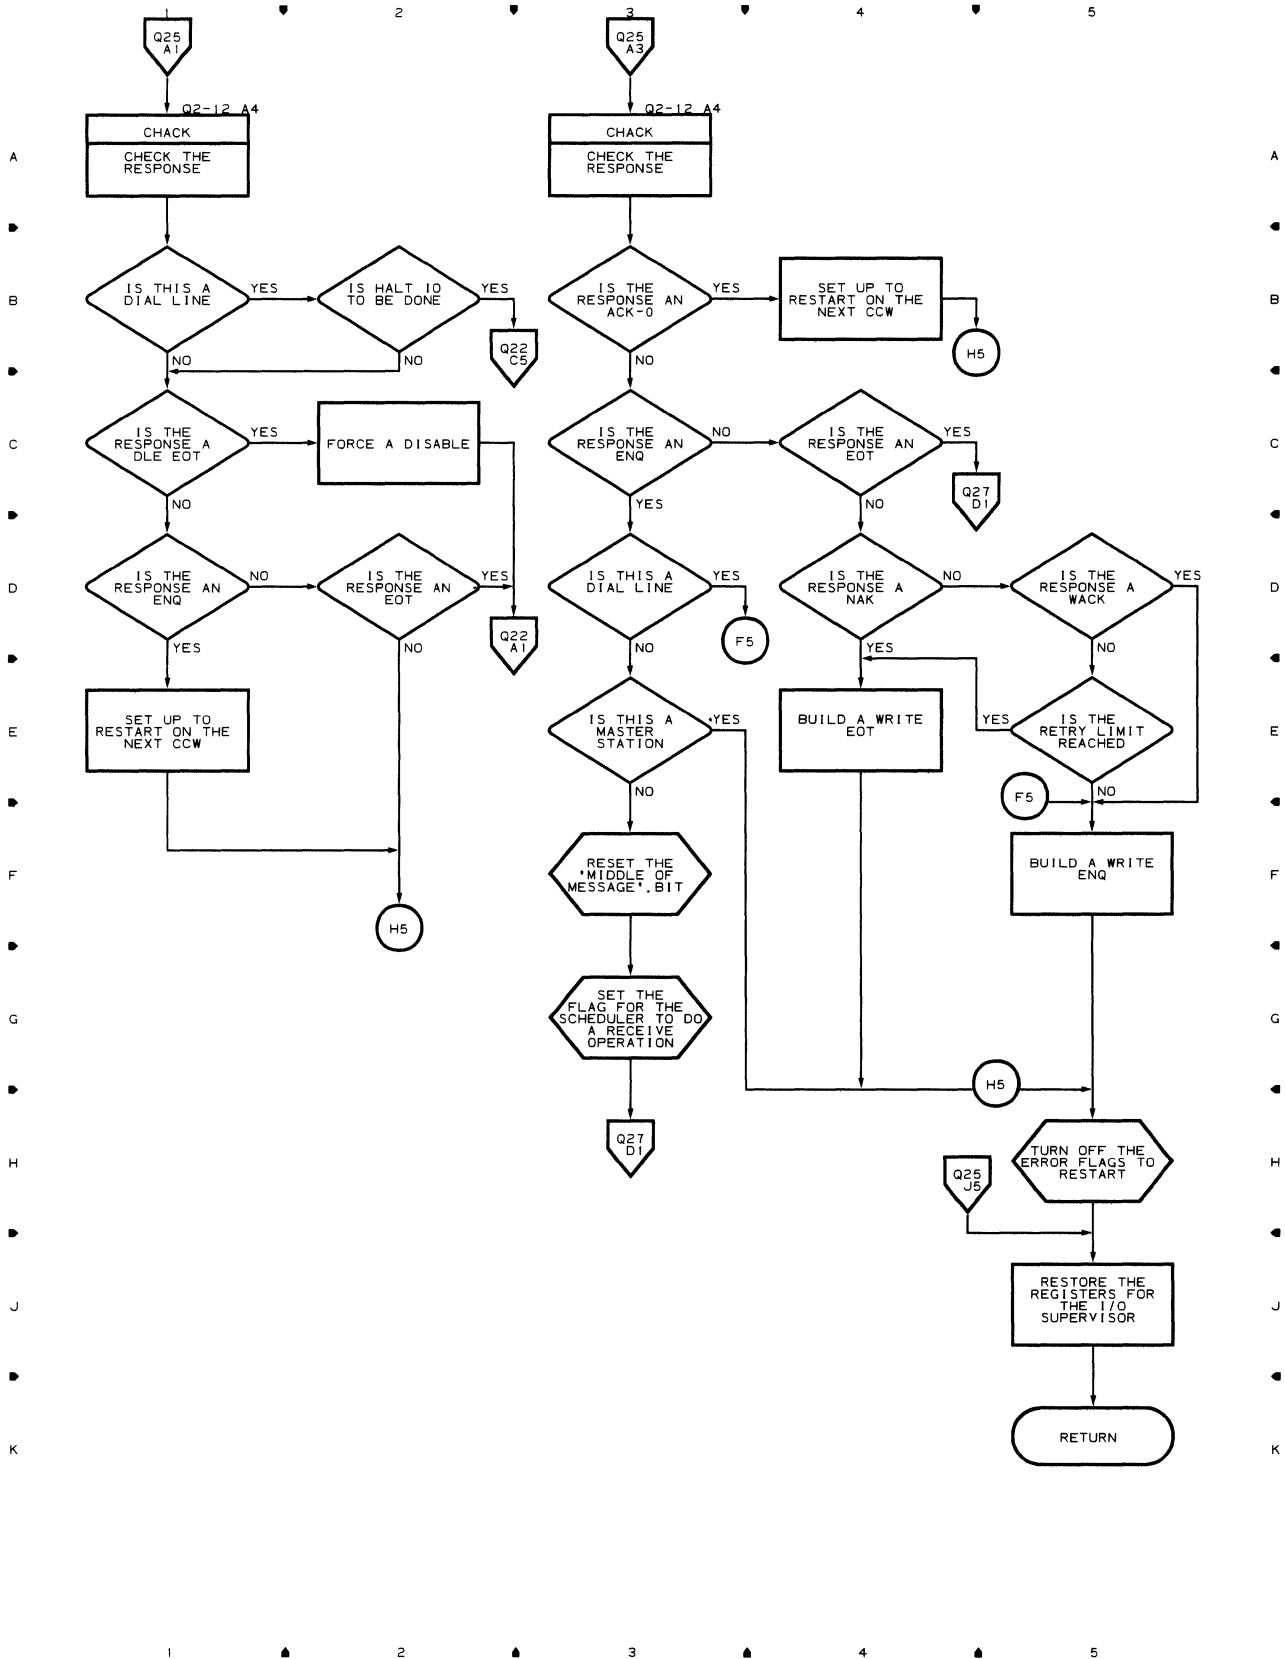 1 2 3 4 5
Q25
A1
Q25
A3
Q2-12 A4
CHACK
CHECK THE
RESPONSE
Q2-12 A4
CHACK
CHECK THE
RESPONSE
A
A
IS THIS A
DIAL LINE
YES
NO
IS HALT IO
TO BE DONE
YES
NO
Q22
C5
IS THE
RESPONSE AN
ACK-0
YES
NO
SET UP TO
RESTART ON THE
NEXT CCW
H5
B
B
IS THE
RESPONSE A
DLE EOT
YES
NO
FORCE A DISABLE
IS THE
RESPONSE AN
ENQ
NO
YES
IS THE
RESPONSE AN
EOT
YES
NO
Q27
D1
C
C
IS THE
RESPONSE AN
ENQ
NO
YES
IS THE
RESPONSE AN
EOT
YES
NO
Q22
A1
IS THIS A
DIAL LINE
YES
NO
F5
IS THE
RESPONSE A
NAK
NO
YES
IS THE
RESPONSE A
WACK
YES
NO
D
D
SET UP TO
RESTART ON THE
NEXT CCW
IS THIS A
MASTER
STATION
YES
NO
BUILD A WRITE
EOT
IS THE
RETRY LIMIT
REACHED
YES
NO
E
E
F5
RESET THE
'MIDDLE OF
MESSAGE'.BIT
BUILD A WRITE
ENQ
F
F
H5
SET THE
FLAG FOR THE
SCHEDULER TO DO
A RECEIVE
OPERATION
G
G
H5
Q27
D1
TURN OFF THE
ERROR FLAGS TO
RESTART
Q25
J5
H
H
RESTORE THE
REGISTERS FOR
THE I/O
SUPERVISOR
J
J
RETURN
K
K
1 2 3 4 5